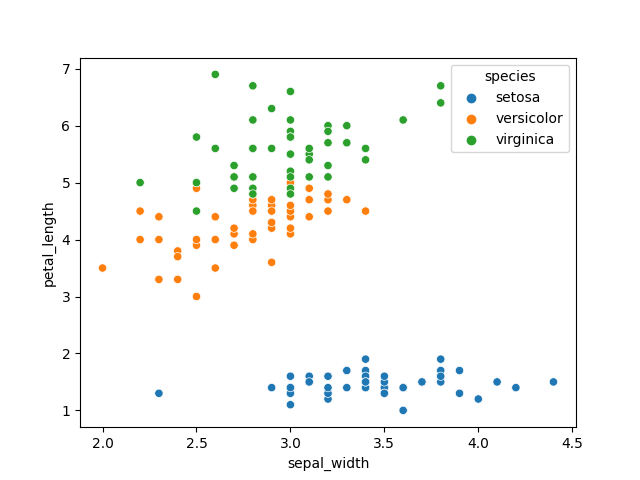 species
setosa
versicolor
virginica
7
6
5
4
3
2
1
petal_length
2.0 2.5 3.0 3.5 4.0 4.5
sepal_width